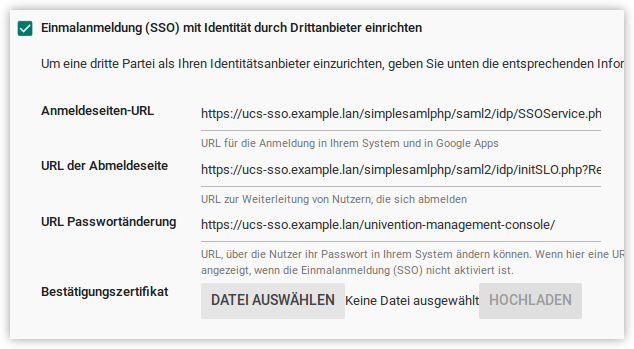 Einmalanmeldung (SSO) mit Identität durch Drittanbieter einrichten
Um eine dritte Partei als Ihren Identitätsanbieter einzurichten, geben Sie unten die entsprechenden Infor
Anmeldeseiten-URL
https://ucs-sso.example.lan/simplesamlphp/saml2/idp/SSOService.ph
URL für die Anmeldung in Ihrem System und in Google Apps
URL der Abmeldeseite
https://ucs-sso.example.lan/simplesamlphp/saml2/idp/initSLO.php?Re
URL zur Weiterleitung von Nutzern, die sich abmelden
URL Passwortänderung
https://ucs-sso.example.lan/univention-management-console/
URL, über die Nutzer ihr Passwort in Ihrem System ändern können. Wenn hier eine UR
angezeigt, wenn die Einmalanmeldung (SSO) nicht aktiviert ist.
Bestätigungszertifikat
DATEI AUSWÄHLEN Keine Datei ausgewählt HOCHLADEN